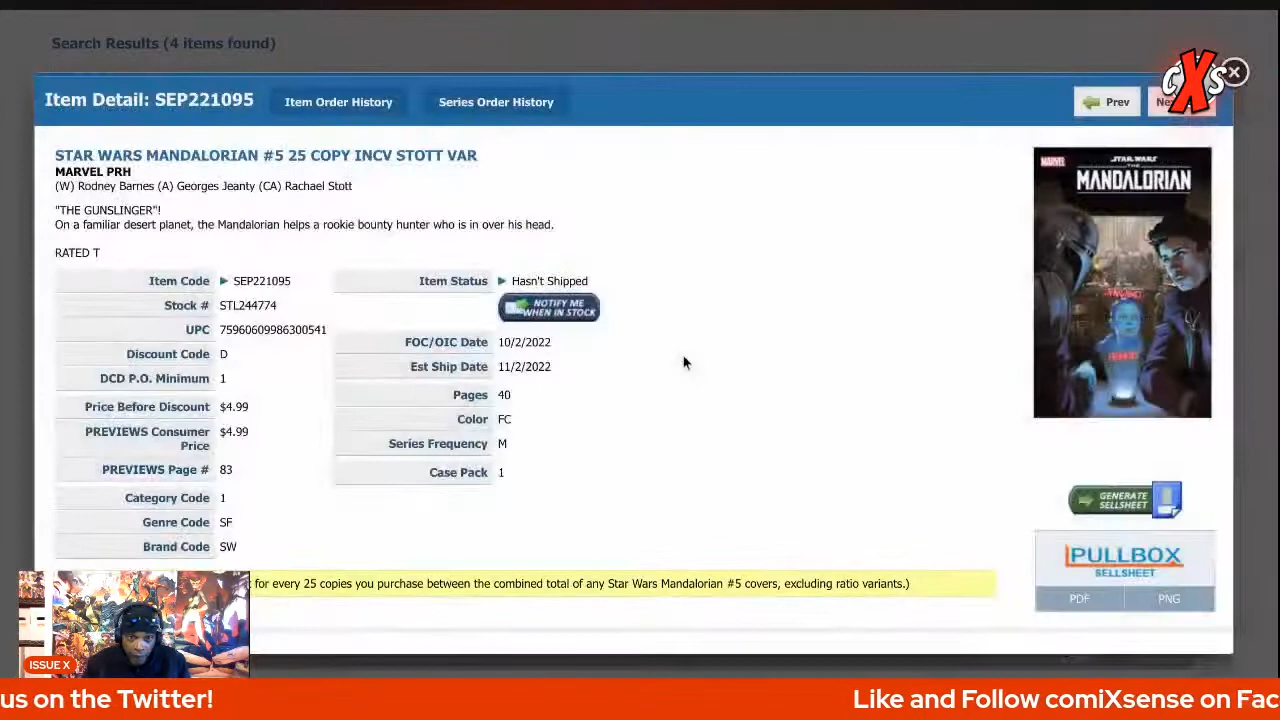 Search Results (4 items found)
cXs
Item Detail: SEP221095
Item Order History
Series Order History
Prev
STAR WARS MANDALORIAN #5 25 COPY INCV STOTT VAR
MARVEL PRH
(W) Rodney Barnes (A) Georges Jeanty (CA) Rachael Stott
"THE GUNSLINGER"!
On a familiar desert planet, the Mandalorian helps a rookie bounty hunter who is in over his head.
RATED T
Item Code SEP221095
Stock # STL244774
UPC 75960609986300541
Discount Code D
DCD P.O. Minimum 1
Price Before Discount $4.99
PREVIEWS Consumer
Price $4.99
PREVIEWS Page # 83
Category Code 1
Genre Code SF
Brand Code SW
Item Status Hasn't Shipped
NOTIFY ME
WHEN IN STOCK
FOC/OIC Date 10/2/2022
Est Ship Date 11/2/2022
Pages 40
Color FC
Series Frequency M
Case Pack 1
MARVEL
STAR WARS
THE
MANDALORIAN
GENERATE
SELLSHEET
PULLBOX
SELLSHEET
PDF
PNG
for every 25 copies you purchase between the combined total of any Star Wars Mandalorian #5 covers, excluding ratio variants.)
ISSUE X
us on the Twitter!
Like and Follow comiXsense on Fac